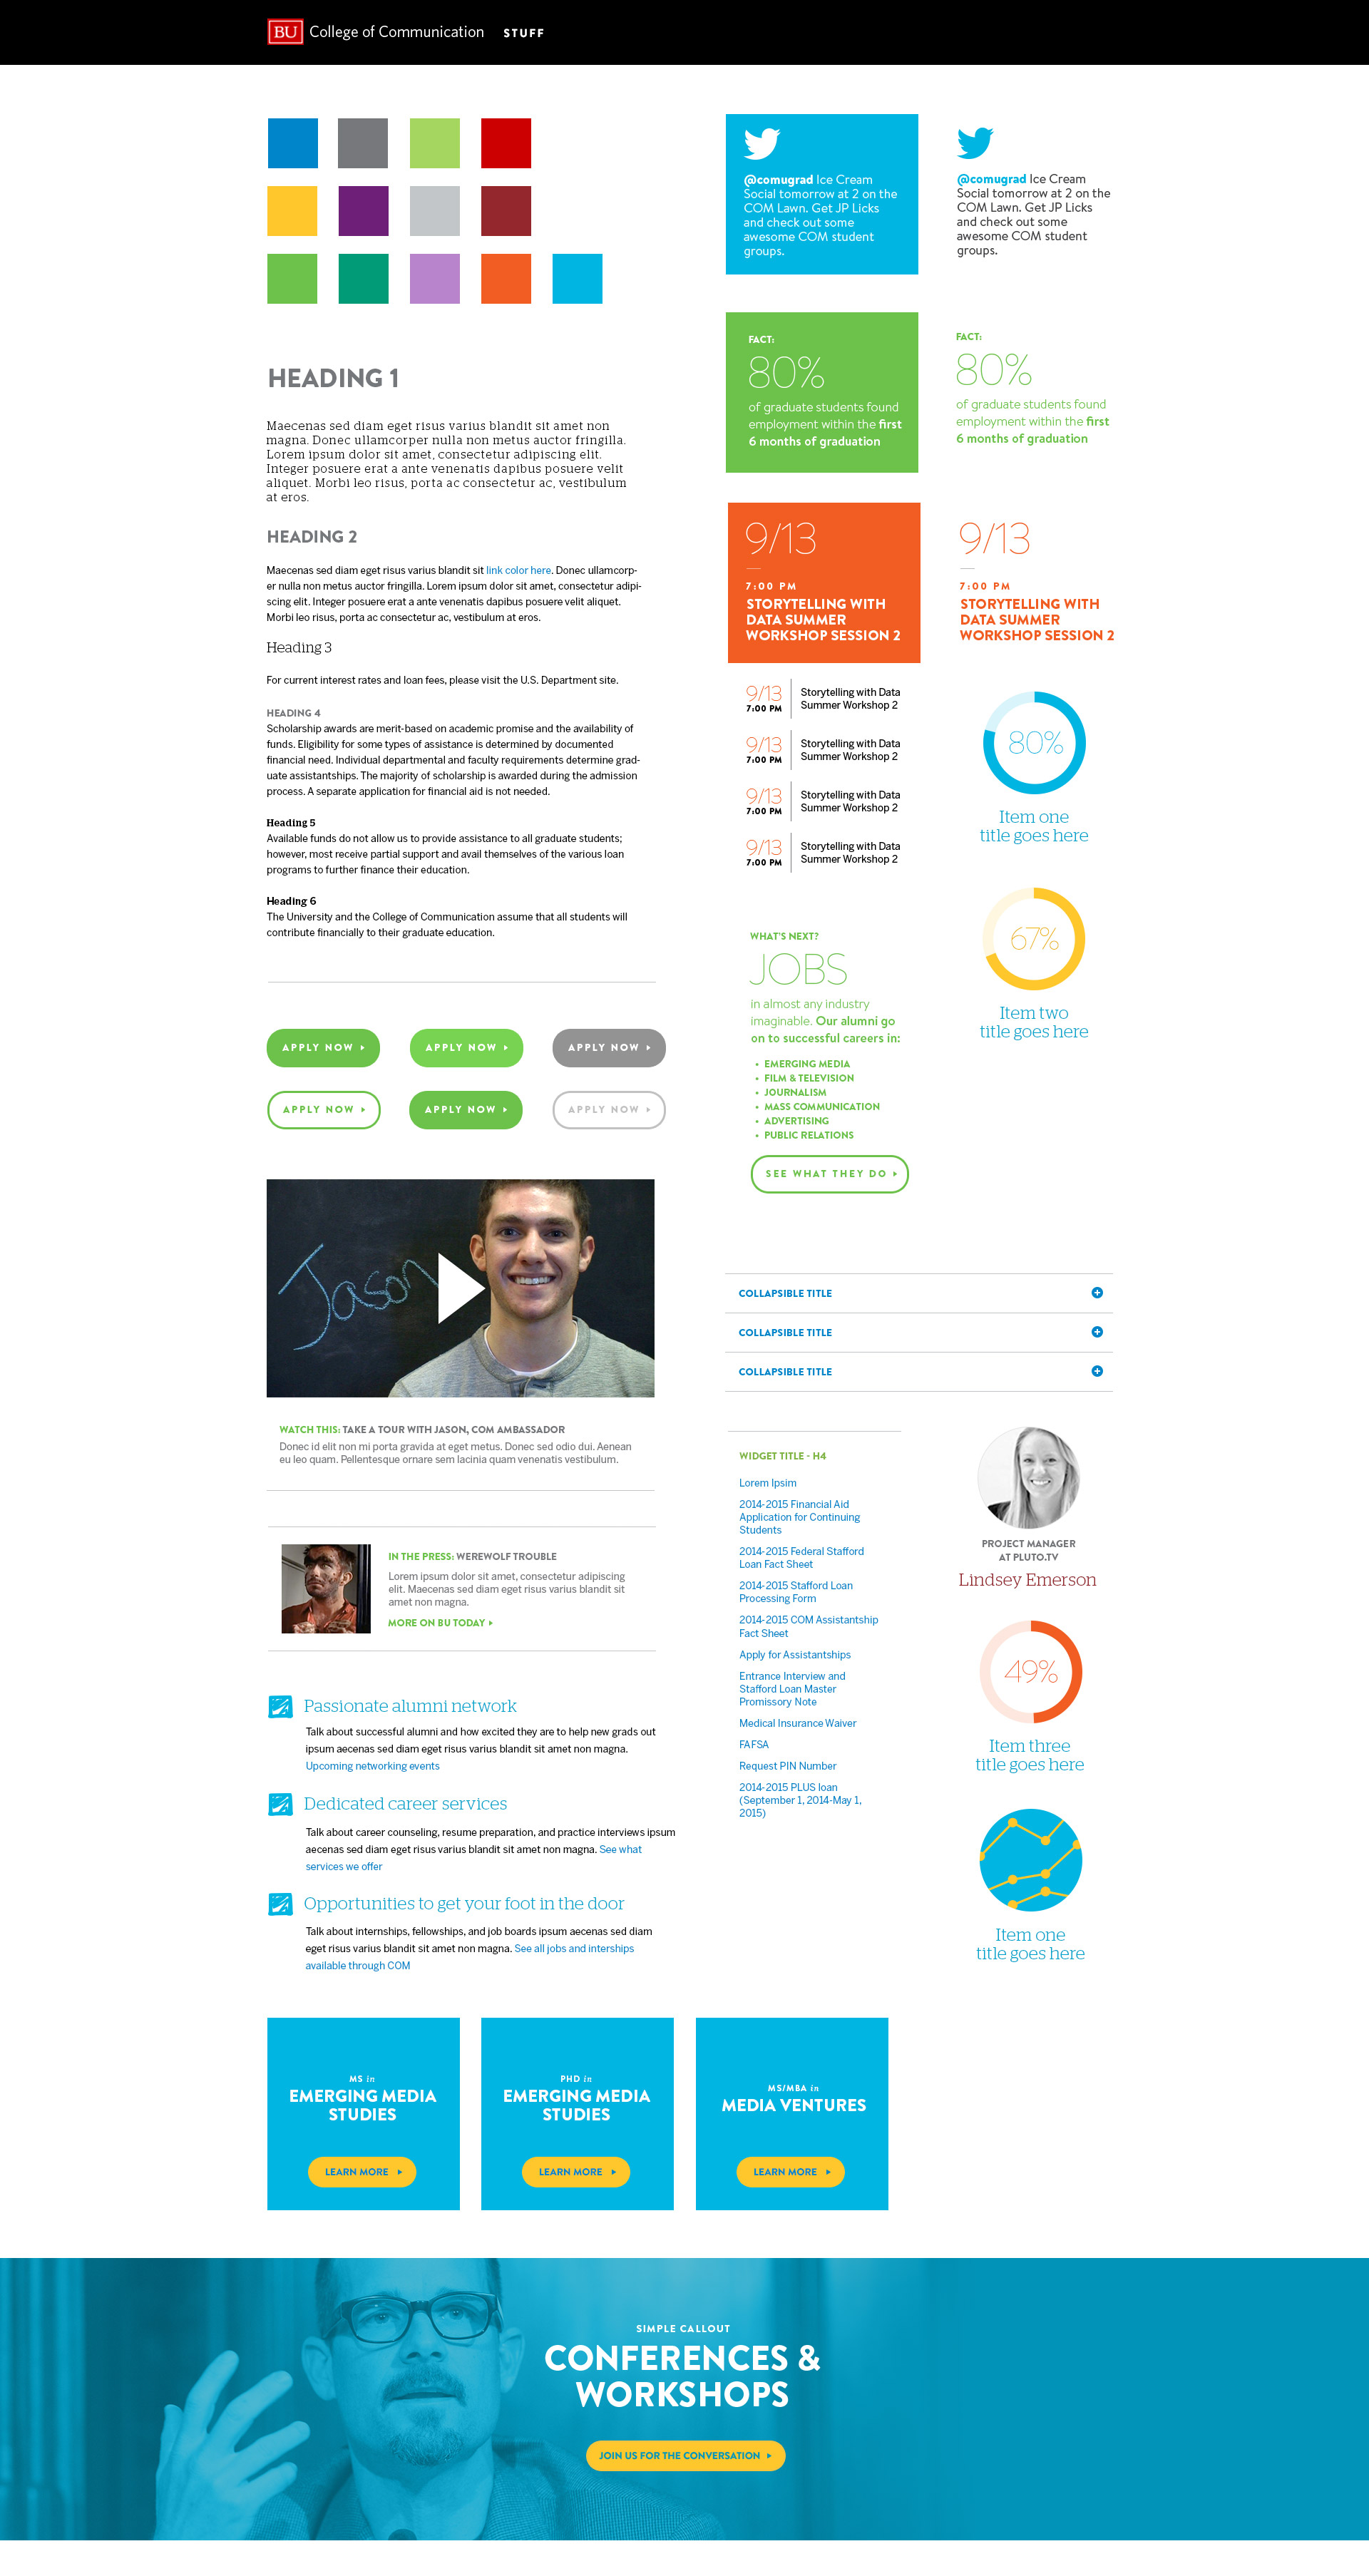 BU College of Communication STUFF
HEADING 1
Maecenas sed diam eget risus varius blandit sit amet non
magna. Donec ullamcorper nulla non metus auctor fringilla.
Lorem ipsum dolor sit amet, consectetur adipiscing elit.
Integer posuere erat a ante venenatis dapibus posuere velit
aliquet. Morbi leo risus, porta ac consectetur ac, vestibulum
at eros.
HEADING 2
Maecenas sed diam eget risus varius blandit sit link color here. Donec ullamcorp-
er nulla non metus auctor fringilla. Lorem ipsum dolor sit amet, consectetur adipi-
scing elit. Integer posuere erat a ante venenatis dapibus posuere velit aliquet.
Morbi leo risus, porta ac consectetur ac, vestibulum at eros.
Heading 3
For current interest rates and loan fees, please visit the U.S. Department site.
HEADING 4
Scholarship awards are merit-based on academic promise and the availability of
funds. Eligibility for some types of assistance is determined by documented
financial need. Individual departmental and faculty requirements determine grad-
uate assistantships. The majority of scholarship is awarded during the admission
process. A separate application for financial aid is not needed.
Heading 5
Available funds do not allow us to provide assistance to all graduate students;
however, most receive partial support and avail themselves of the various loan
programs to further finance their education.
Heading 6
The University and the College of Communication assume that all students will
contribute financially to their graduate education.
APPLY NOW
APPLY NOW
APPLY NOW
APPLY NOW
APPLY NOW
APPLY NOW
Jason
WATCH THIS: TAKE A TOUR WITH JASON, COM AMBASSADOR
Donec id elit non mi porta gravida at eget metus. Donec sed odio dui. Aenean
eu leo quam. Pellentesque ornare sem lacinia quam venenatis vestibulum.
IN THE PRESS: WEREWOLF TROUBLE
Lorem ipsum dolor sit amet, consectetur adipiscing
elit. Maecenas sed diam eget risus varius blandit sit
amet non magna.
MORE ON BU TODAY
Passionate alumni network
Talk about successful alumni and how excited they are to help new grads out
ipsum aecenas sed diam eget risus varius blandit sit amet non magna.
Upcoming networking events
Dedicated career services
Talk about career counseling, resume preparation, and practice interviews ipsum
aecenas sed diam eget risus varius blandit sit amet non magna. See what
services we offer
Opportunities to get your foot in the door
Talk about internships, fellowships, and job boards ipsum aecenas sed diam
eget risus varius blandit sit amet non magna. See all jobs and interships
available through COM
@comugrad Ice Cream
Social tomorrow at 2 on the
COM Lawn. Get JP Licks
and check out some
awesome COM student
groups.
@comugrad Ice Cream
Social tomorrow at 2 on the
COM Lawn. Get JP Licks
and check out some
awesome COM student
groups.
FACT:
80%
of graduate students found
employment within the first
6 months of graduation
FACT:
80%
of graduate students found
employment within the first
6 months of graduation
9/13
7:00 PM
STORYTELLING WITH
DATA SUMMER
WORKSHOP SESSION 2
9/13
7:00 PM
STORYTELLING WITH
DATA SUMMER
WORKSHOP SESSION 2
9/13
7:00 PM
Storytelling with Data
Summer Workshop 2
9/13
7:00 PM
Storytelling with Data
Summer Workshop 2
9/13
7:00 PM
Storytelling with Data
Summer Workshop 2
9/13
7:00 PM
Storytelling with Data
Summer Workshop 2
80%
Item one
title goes here
67%
Item two
title goes here
WHAT'S NEXT?
JOBS
in almost any industry
imaginable. Our alumni go
on to successful careers in:
• EMERGING MEDIA
• FILM & TELEVISION
• JOURNALISM
• MASS COMMUNICATION
• ADVERTISING
• PUBLIC RELATIONS
SEE WHAT THEY DO
COLLAPSIBLE TITLE
COLLAPSIBLE TITLE
COLLAPSIBLE TITLE
WIDGET TITLE - H4
Lorem Ipsim
2014-2015 Financial Aid
Application for Continuing
Students
2014-2015 Federal Stafford
Loan Fact Sheet
2014-2015 Stafford Loan
Processing Form
2014-2015 COM Assistantship
Fact Sheet
Apply for Assistantships
Entrance Interview and
Stafford Loan Master
Promissory Note
Medical Insurance Waiver
FAFSA
Request PIN Number
2014-2015 PLUS loan
(September 1, 2014-May 1,
2015)
PROJECT MANAGER
AT PLUTO.TV
Lindsey Emerson
49%
Item three
title goes here
Item one
title goes here
MS in
EMERGING MEDIA
STUDIES
LEARN MORE
PHD in
EMERGING MEDIA
STUDIES
LEARN MORE
MS/MBA in
MEDIA VENTURES
LEARN MORE
SIMPLE CALLOUT
CONFERENCES &
WORKSHOPS
JOIN US FOR THE CONVERSATION